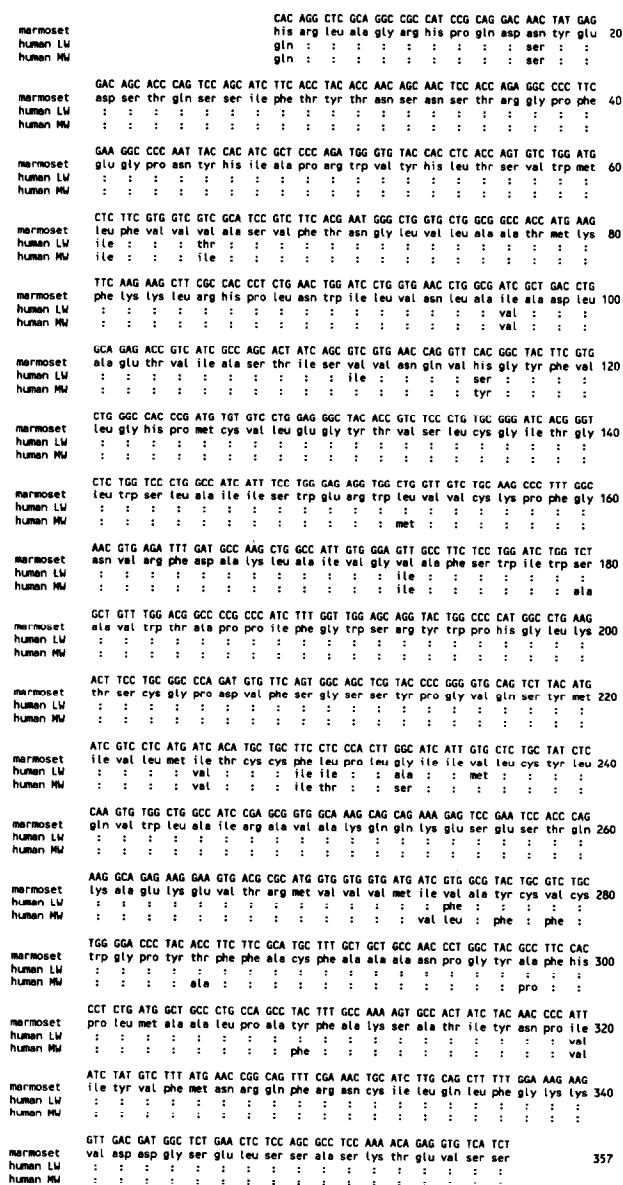 CAC AGG CTC GCA GGC CGC CAT CCG CAG GAC AAC TAT GAG
marmoset his arg leu ala gly arg his pro gln asp asn tyr glu 20
human LW gln : : : : : : : : : ser : :
human MW gln : : : : : : : : : ser : :
GAC AGC ACC CAG TCC AGC ATC TTC ACC TAC ACC AAC AGC AAC TCC ACC AGA GGC CCC TTC
marmoset asp ser thr gln ser ser ile phe thr tyr thr asn ser asn ser thr arg gly pro phe 40
human LW : : : : : : : : : : : : : : : : : : : :
human MW : : : : : : : : : : : : : : : : : : : :
GAA GGC CCC AAT TAC CAC ATC GCT CCC AGA TGG GTG TAC CAC CTC ACC AGT GTC TGG ATG
marmoset glu gly pro asn tyr his ile ala pro arg trp val tyr his leu thr ser val trp met 60
human LW : : : : : : : : : : : : : : : : : : : :
human MW : : : : : : : : : : : : : : : : : : : :
CTC TTC GTG GTC GTC GCA TCC GTC TTC ACG AAT GGG CTG GTG CTG GCG GCC ACC ATG AAG
marmoset leu phe val val val ala ser val phe thr asn gly leu val leu ala ala thr met lys 80
human LW ile : : : thr : : : : : : : : : : : : : : :
human MW ile : : : ile : : : : : : : : : : : : : : :
TTC AAG AAG CTT CGC CAC CCT CTG AAC TGG ATC CTG GTG AAC CTG GCG ATC GCT GAC CTG
marmoset phe lys lys leu arg his pro leu asn trp ile leu val asn leu ala ile ala asp leu 100
human LW : : : : : : : : : : : : : : : : val : : :
human MW : : : : : : : : : : : : : : : : val : : :
GCA GAG ACC GTC ATC GCC AGC ACT ATC AGC GTC GTG AAC CAG GTT CAC GGC TAC TTC GTG
marmoset ala glu thr val ile ala ser thr ile ser val val asn gln val his gly tyr phe val 120
human LW : : : : : : : : : : ile : : : : ser : : : :
human MW : : : : : : : : : : : : : : : tyr : : : :
CTG GGC CAC CCG ATG TGT GTC CTG GAG GGC TAC ACC GTC TCC CTG TGC GGG ATC ACG GGT
marmoset leu gly his pro met cys val leu glu gly tyr thr val ser leu cys gly ile thr gly 140
human LW : : : : : : : : : : : : : : : : : : : :
human MW : : : : : : : : : : : : : : : : : : : :
CTC TGG TCC CTG GCC ATC ATT TCC TGG GAG AGG TGG CTG GTT GTC TGC AAG CCC TTT GGC
marmoset leu trp ser leu ala ile ile ser trp glu arg trp leu val val cys lys pro phe gly 160
human LW : : : : : : : : : : : : : : : : : : : :
human MW : : : : : : : : : : : : met : : : : : : :
AAC GTG AGA TTT GAT GCC AAG CTG GCC ATT GTG GGA GTT GCC TTC TCC TGG ATC TGG TCT
marmoset asn val arg phe asp ala lys leu ala ile val gly val ala phe ser trp ile trp ser 180
human LW : : : : : : : : : : : : ile : : : : : : :
human MW : : : : : : : : : : : : ile : : : : : : ala
GCT GTT TGG ACG GCC CCG CCC ATC TTT GGT TGG AGC AGG TAC TGG CCC CAT GGC CTG AAG
marmoset ala val trp thr ala pro pro ile phe gly trp ser arg tyr trp pro his gly leu lys 200
human LW : : : : : : : : : : : : : : : : : : : :
human MW : : : : : : : : : : : : : : : : : : : :
ACT TCC TGC GGC CCA GAT GTG TTC AGT GGC AGC TCG TAC CCC GGG GTG CAG TCT TAC ATG
marmoset thr ser cys gly pro asp val phe ser gly ser ser tyr pro gly val gln ser tyr met 220
human LW : : : : : : : : : : : : : : : : : : : :
human MW : : : : : : : : : : : : : : : : : : : :
ATC GTC CTC ATG ATC ACA TGC TGC TTC CTC CCA CTT GGC ATC ATT GTG CTC TGC TAT CTC
marmoset ile val leu met ile thr cys cys phe leu pro leu gly ile ile val leu cys tyr leu 240
human LW : : : : val : : : ile ile : ala : : met : : : : :
human MW : : : : val : : : ile thr : ser : : : : : : : :
CAA GTG TGG CTG GCC ATC CGA GCG GTG GCA AAG CAG CAG AAA GAG TCC GAA TCC ACC CAG
marmoset gln val trp leu ala ile arg ala val ala lys gln gln lys glu ser glu ser thr gln 260
human LW : : : : : : : : : : : : : : : : : : : :
human MW : : : : : : : : : : : : : : : : : : : :
AAG GCA GAG AAG GAA GTG ACG CGC ATG GTG GTG GTG ATG ATC GTG GCG TAC TGC GTC TGC
marmoset lys ala glu lys glu val thr arg met val val val met ile val ala tyr cys val cys 280
human LW : : : : : : : : : : : : : : phe : : : : :
human MW : : : : : : : : : : : : : val leu : phe : phe :
TGG GGA CCC TAC ACC TTC TTC GCA TGC TTT GCT GCT GCC AAC CCT GGC TAC GCC TTC CAC
marmoset trp gly pro tyr thr phe phe ala cys phe ala ala ala asn pro gly tyr ala phe his 300
human LW : : : : : : : : : : : : : : : : : : : :
human MW : : : : ala : : : : : : : : : : : : pro : :
CCT CTG ATG GCT GCC CTG CCA GCC TAC TTT GCC AAA AGT GCC ACT ATC TAC AAC CCC ATT
marmoset pro leu met ala ala leu pro ala tyr phe ala lys ser ala thr ile tyr asn pro ile 320
human LW : : : : : : : : : : : : : : : : : : : val
human MW : : : : : : : : phe : : : : : : : : : : val
ATC TAT GTC TTT ATG AAC CGG CAG TTT CGA AAC TGC ATC TTG CAG CTT TTT GGA AAG AAG
marmoset ile tyr val phe met asn arg gln phe arg asn cys ile leu gln leu phe gly lys lys 340
human LW : : : : : : : : : : : : : : : : : : : :
human MW : : : : : : : : : : : : : : : : : : : :
GTT GAC GAT GGC TCT GAA CTC TCC AGC GCC TCC AAA ACA GAG GTG TCA TCT
marmoset val asp asp gly ser glu leu ser ser ala ser lys thr glu val ser ser 357
human LW : : : : : : : : : : : : : : : : :
human MW : : : : : : : : : : : : : : : : :